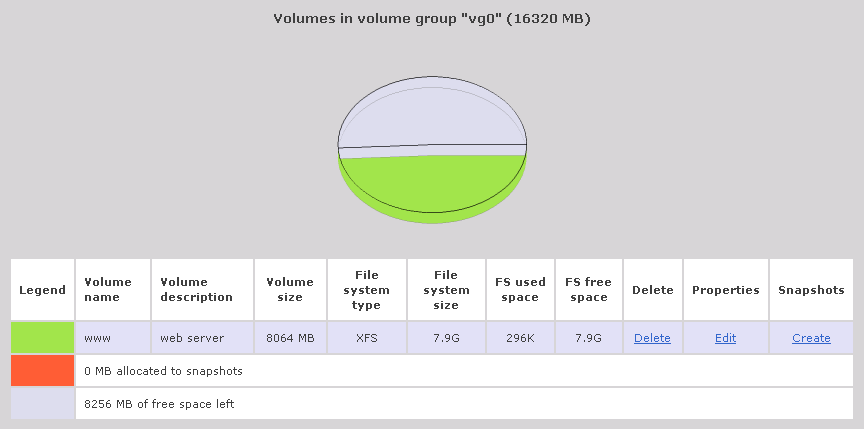 Volumes in volume group "vg0" (16320 MB)
Legend Volume name Volume description Volume size File system type File system size FS used space FS free space Delete Properties Snapshots
www web server 8064 MB XFS 7.9G 296K 7.9G Delete Edit Create
0 MB allocated to snapshots
8256 MB of free space left